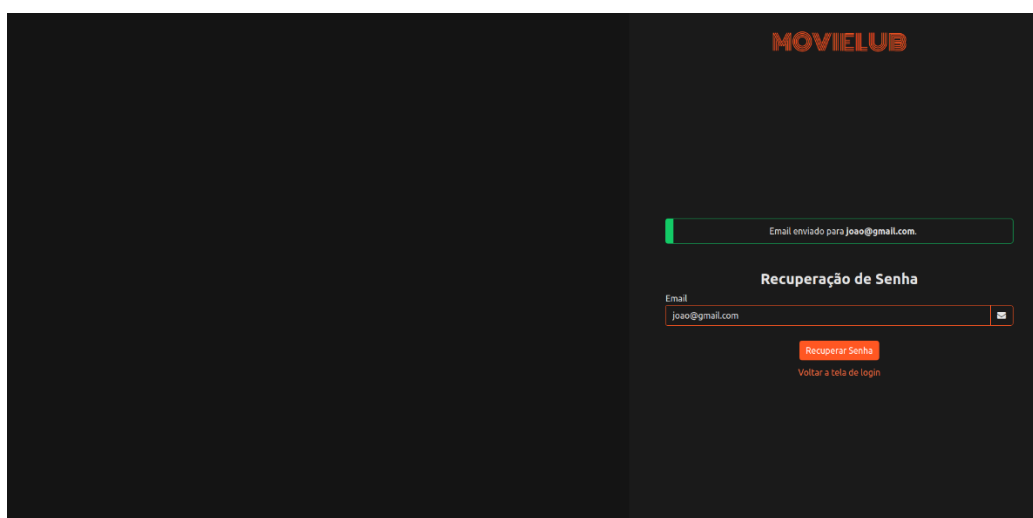 MOVIELUB
Email enviado para joao@gmail.com.
Recuperação de Senha
Email
joao@gmail.com
Recuperar Senha
Voltar a tela de login